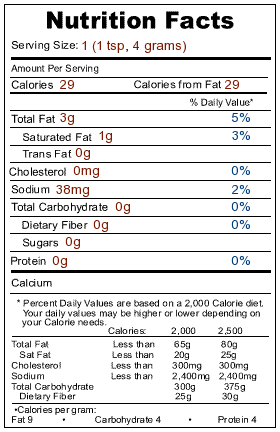 Nutrition Facts
Serving Size: 1 (1 tsp, 4 grams)
Amount Per Serving
Calories 29 Calories from Fat 29
% Daily Value*
Total Fat 3g 5%
Saturated Fat 1g 3%
Trans Fat 0g
Cholesterol 0mg 0%
Sodium 38mg 2%
Total Carbohydrate 0g 0%
Dietary Fiber 0g 0%
Sugars 0g
Protein 0g 0%
Calcium
* Percent Daily Values are based on a 2,000 Calorie diet.
Your daily values may be higher or lower depending on
your Calorie needs.
Calories: 2,000 2,500
Total Fat Less than 65g 80g
Sat Fat Less than 20g 25g
Cholesterol Less than 300mg 300mg
Sodium Less than 2,400mg 2,400mg
Total Carbohydrate 300g 375g
Dietary Fiber 25g 30g
•Calories per gram:
Fat 9 • Carbohydrate 4 • Protein 4